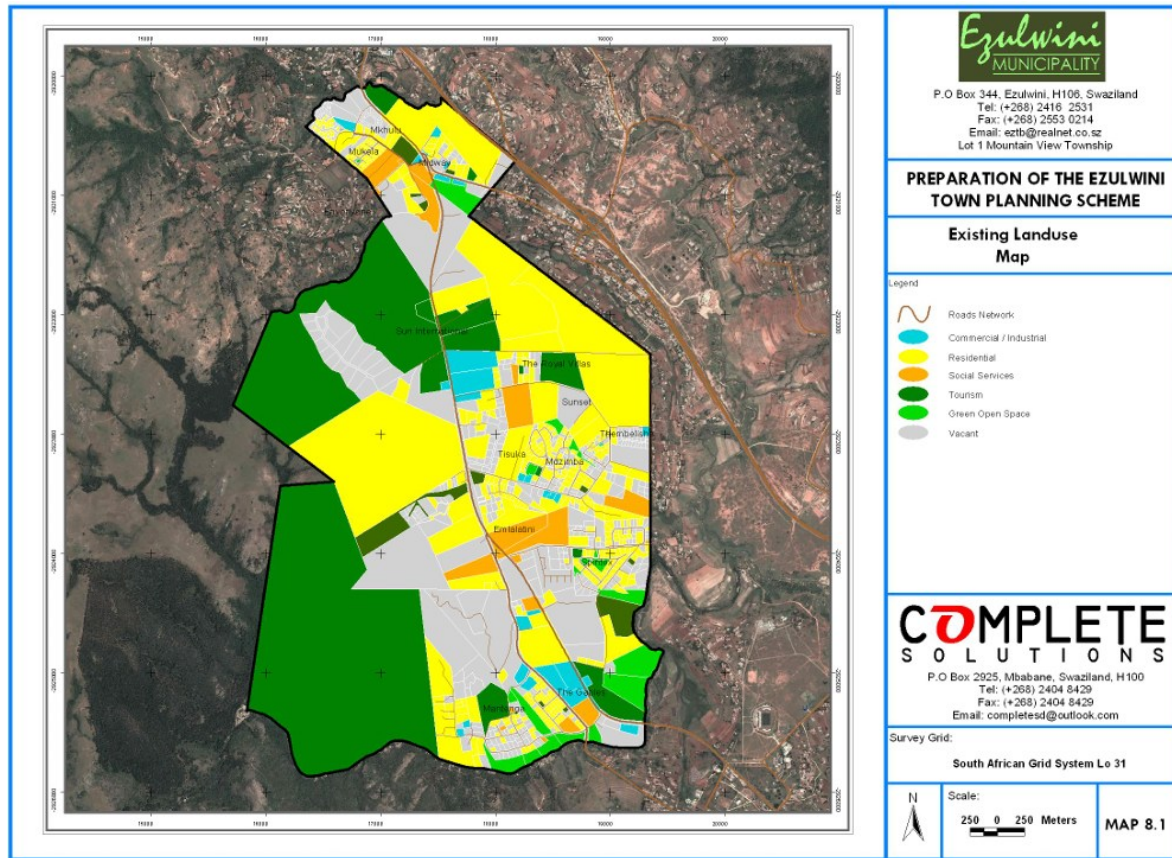 Ezulwini
MUNICIPALITY
P.O Box 344, Ezulwini, H106, Swaziland
Tel: (+268) 2416 2531
Fax: (+268) 2553 0214
Email: eztb@realnet.co.sz
Lot 1 Mountain View Township
PREPARATION OF THE EZULWINI
TOWN PLANNING SCHEME
Existing Landuse
Map
Legend
Roads Network
Commercial / Industrial
Residential
Social Services
Tourism
Green Open Space
Vacant
COMPLETE
SOLUTIONS
P.O Box 2925, Mbabane, Swaziland, H100
Tel: (+268) 2404 8429
Fax: (+268) 2404 8429
Email: completesd@outlook.com
Survey Grid:
South African Grid System Lo 31
N
Scale:
250 0 250 Meters
MAP 8.1
Mkhulu
Mukela
Midway
Sun International
The Royal Villas
Sunset
Tisuka
Mazimba
Emlalatini
The Gables